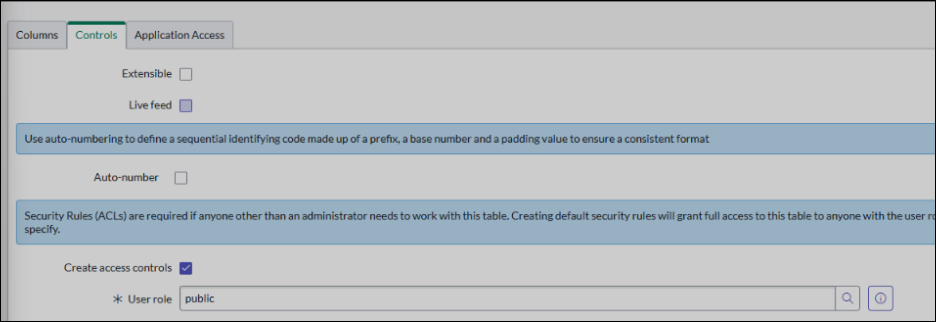 Columns
Controls
Application Access
Extensible
Live feed
Use auto-numbering to define a sequential identifying code made up of a prefix, a base number and a padding value to ensure a consistent format
Auto-number
Security Rules (ACLs) are required if anyone other than an administrator needs to work with this table. Creating default security rules will grant full access to this table to anyone with the user
specify.
Create access controls
* User role
public